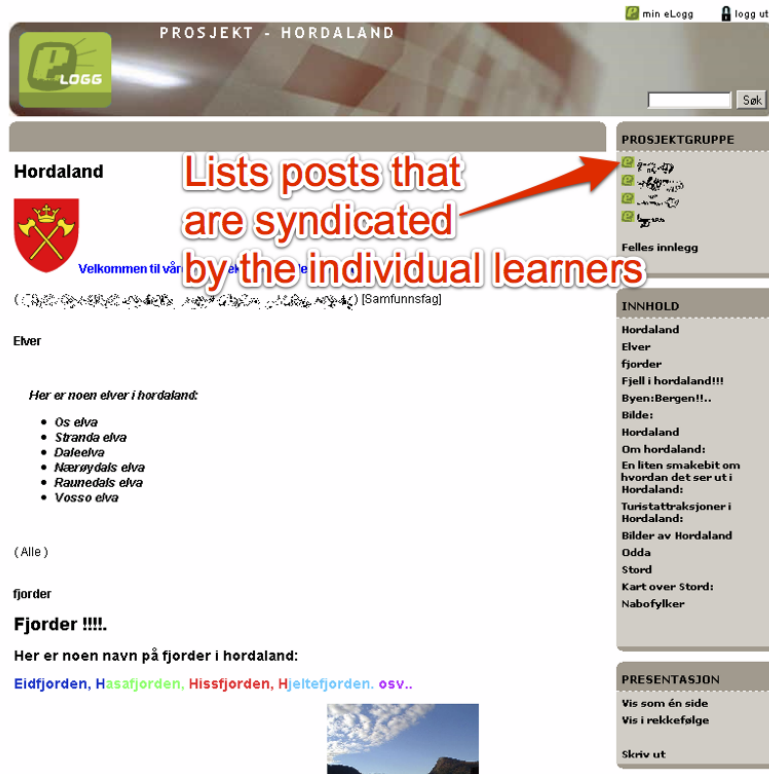 min eLogg
logg ut
PROSJEKT - HORDALAND
e
LOGG
Søk
PROSJEKTGRUPPE
Felles innlegg
Lists posts that
are syndicated
by the individual learners
Hordaland
Velkommen til
( ) [Samfunnsfag]
Elver
Her er noen elver i hordaland:
• Os elva
• Stranda elva
• Daleelva
• Nærøydals elva
• Raunedals elva
• Vosso elva
( Alle )
fjorder
Fjorder !!!!.
Her er noen navn på fjorder i hordaland:
Eidfjorden, Hasafjorden, Hissfjorden, Hjeltefjorden. osv..
INNHOLD
Hordaland
Elver
fjorder
Fjell i hordaland!!!
Byen:Bergen!!..
Bilde:
Hordaland
Om hordaland:
En liten smakebit om
hvordan det ser ut i
Hordaland:
Turistattraksjoner i
Hordaland:
Bilder av Hordaland
Odda
Stord
Kart over Stord:
Nabofylker
PRESENTASJON
Vis som én side
Vis i rekkefølge
Skriv ut